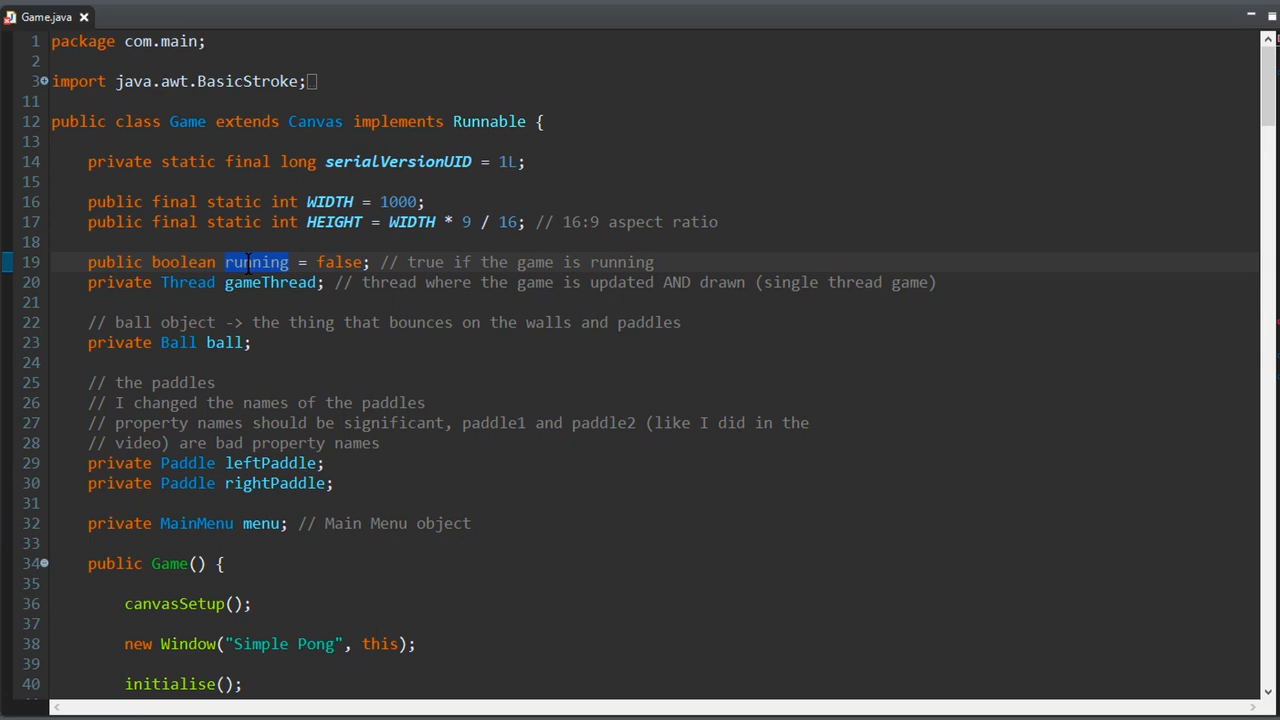 Game.java
1 package com.main;
2
3 import java.awt.BasicStroke;
11
12 public class Game extends Canvas implements Runnable {
13
14 private static final long serialVersionUID = 1L;
15
16 public final static int WIDTH = 1000;
17 public final static int HEIGHT = WIDTH * 9 / 16; // 16:9 aspect ratio
18
19 public boolean running = false; // true if the game is running
20 private Thread gameThread; // thread where the game is updated AND drawn (single thread game)
21
22 // ball object -> the thing that bounces on the walls and paddles
23 private Ball ball;
24
25 // the paddles
26 // I changed the names of the paddles
27 // property names should be significant, paddle1 and paddle2 (like I did in the
28 // video) are bad property names
29 private Paddle leftPaddle;
30 private Paddle rightPaddle;
31
32 private MainMenu menu; // Main Menu object
33
34 public Game() {
35
36 canvasSetup();
37
38 new Window("Simple Pong", this);
39
40 initialise();